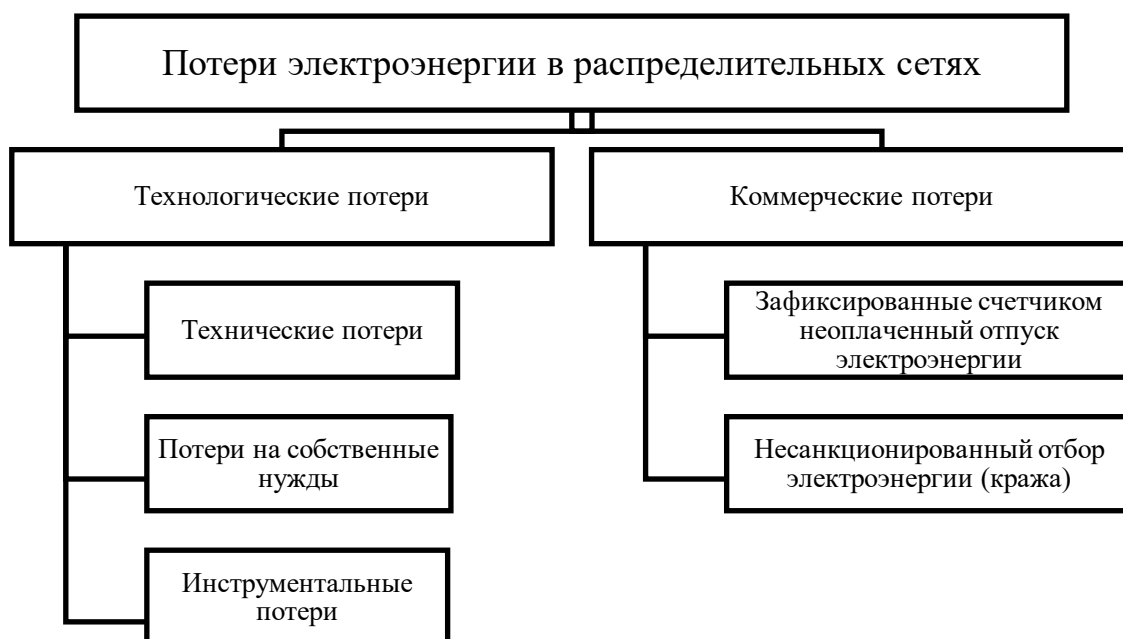 Потери электроэнергии в распределительных сетях
Технологические потери
Технические потери
Потери на собственные
нужды
Инструментальные
потери
Коммерческие потери
Зафиксированные счетчиком
неоплаченный отпуск
электроэнергии
Несанкционированный отбор
электроэнергии (кража)